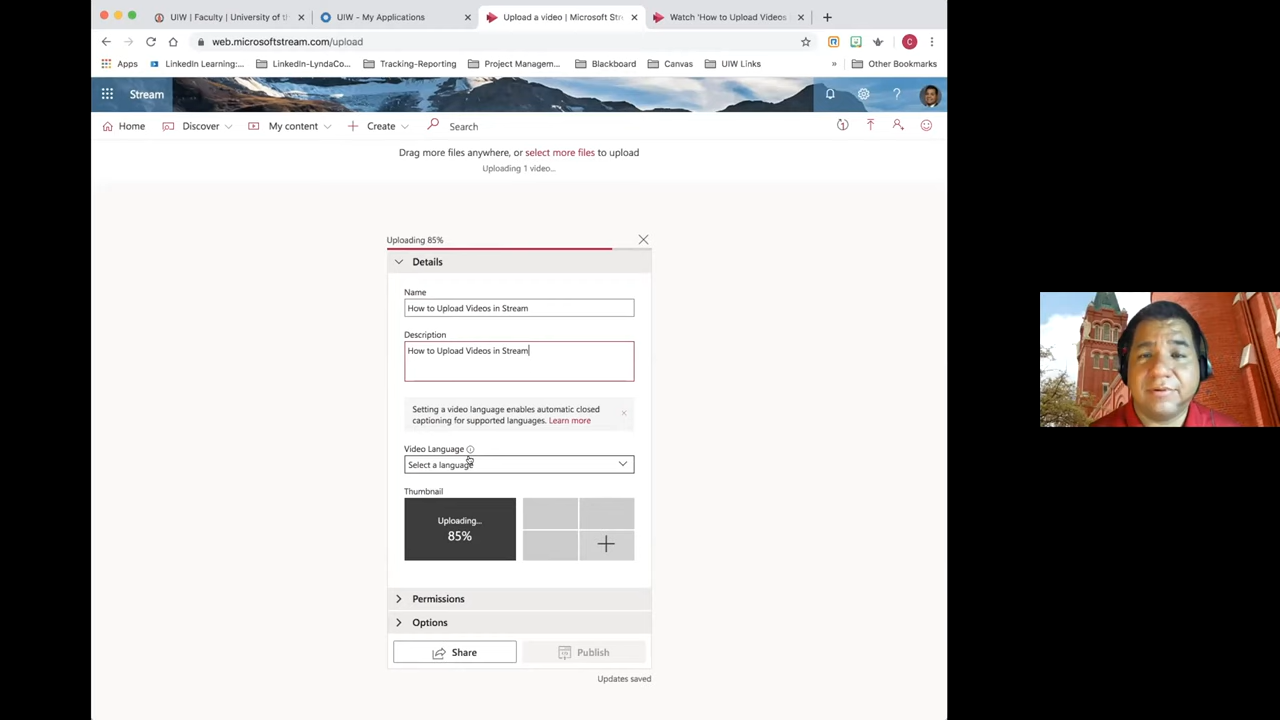 UIW | Faculty | University of t
UIW - My Applications
Upload a video | Microsoft Str
Watch 'How to Upload Videos
web.microsoftstream.com/upload
C
Apps
LinkedIn Learning:...
LinkedIn-LyndaCo...
Tracking-Reporting
Project Managem...
Blackboard
Canvas
UIW Links
»
Other Bookmarks
Stream
Home
Discover
My content
Create
Search
Drag more files anywhere, or select more files to upload
Uploading 1 video...
Uploading 85%
Details
Name
How to Upload Videos in Stream
Description
How to Upload Videos in Stream
Setting a video language enables automatic closed
captioning for supported languages. Learn more
Video Language
Select a language
Thumbnail
Uploading...
85%
Permissions
Options
Share
Publish
Updates saved